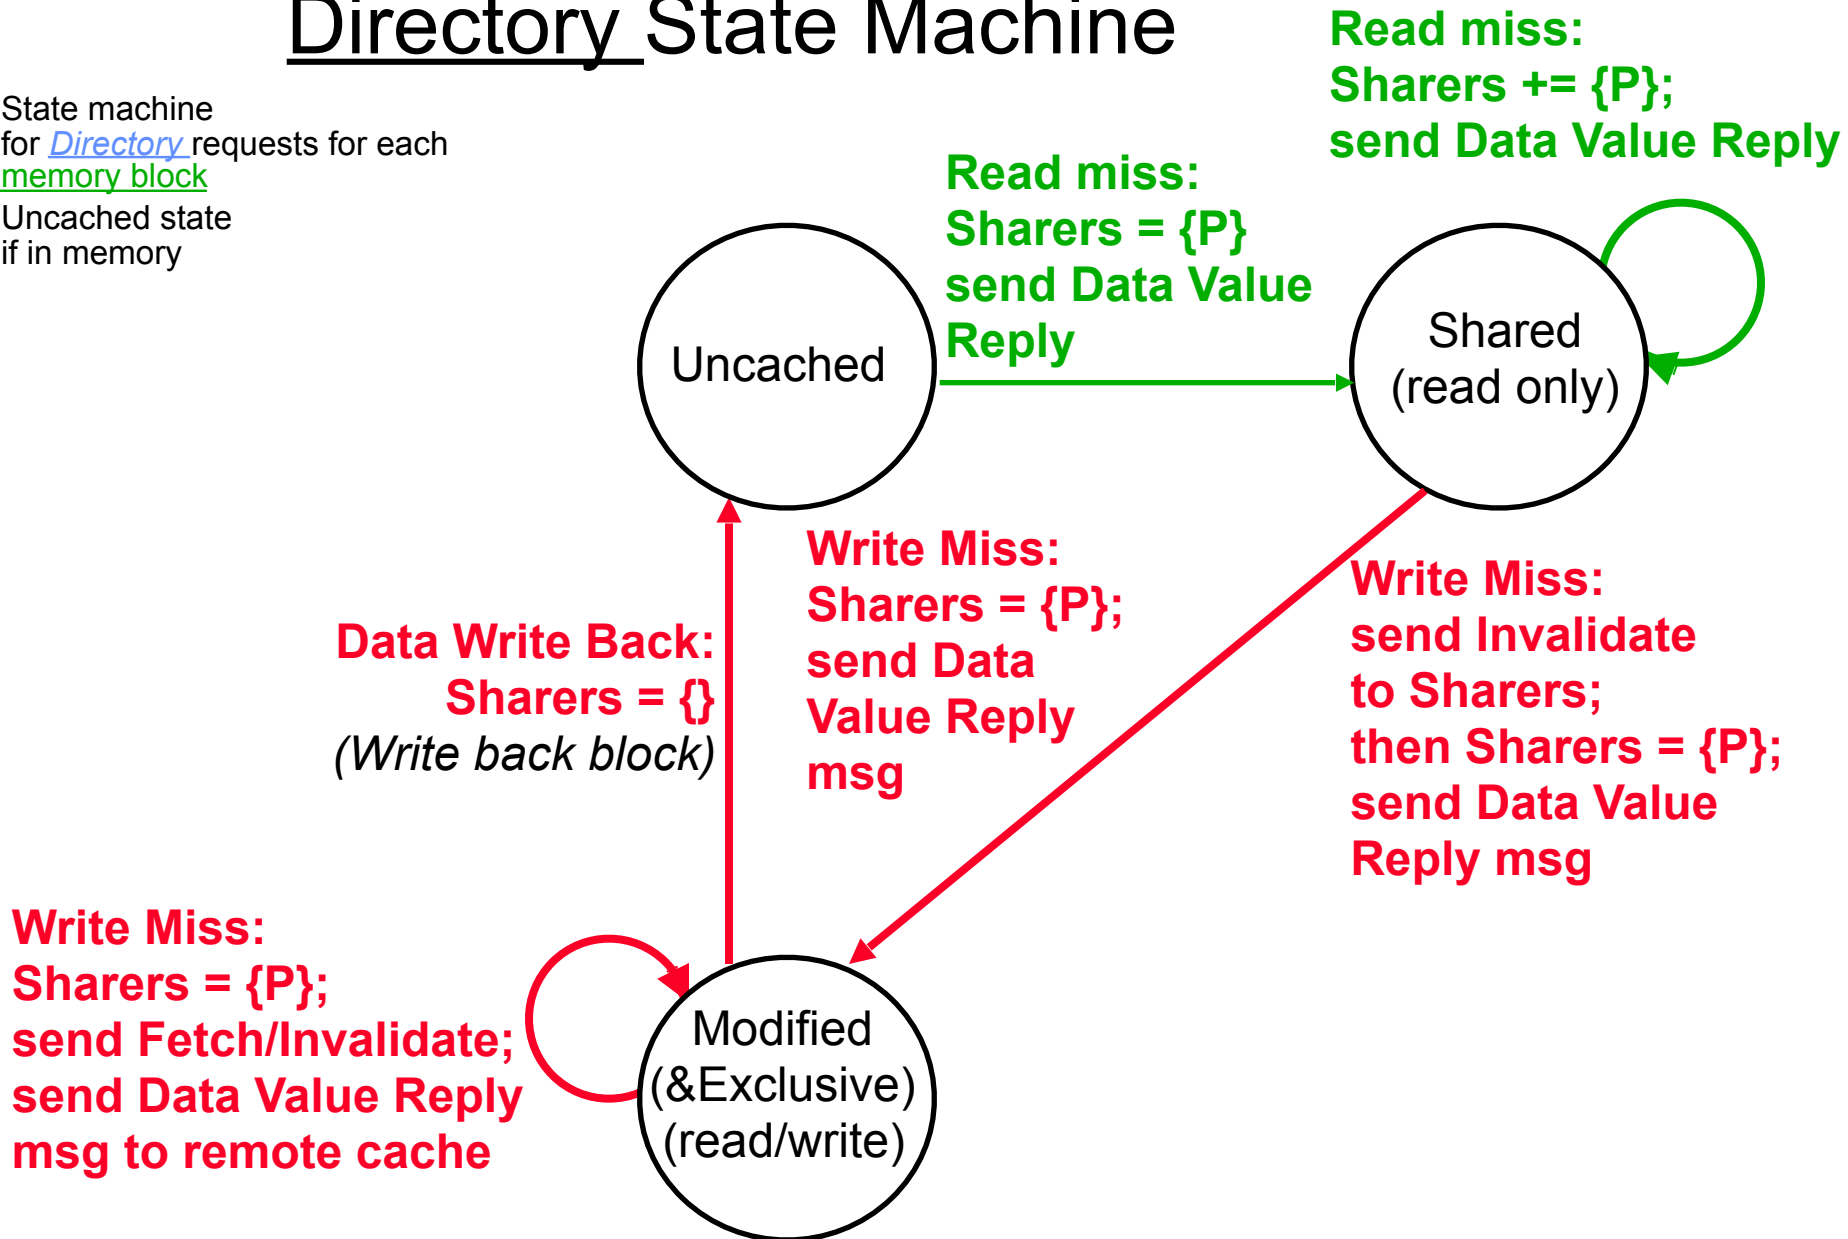 Directory State Machine
State machine
for Directory requests for each
memory block
Uncached state
if in memory
Read miss:
Sharers += {P};
send Data Value Reply
Read miss:
Sharers = {P}
send Data Value
Reply
Uncached
Shared
(read only)
Write Miss:
Sharers = {P};
send Data
Value Reply
msg
Write Miss:
send Invalidate
to Sharers;
then Sharers = {P};
send Data Value
Reply msg
Data Write Back:
Sharers = {}
(Write back block)
Write Miss:
Sharers = {P};
send Fetch/Invalidate;
send Data Value Reply
msg to remote cache
Modified
(&Exclusive)
(read/write)